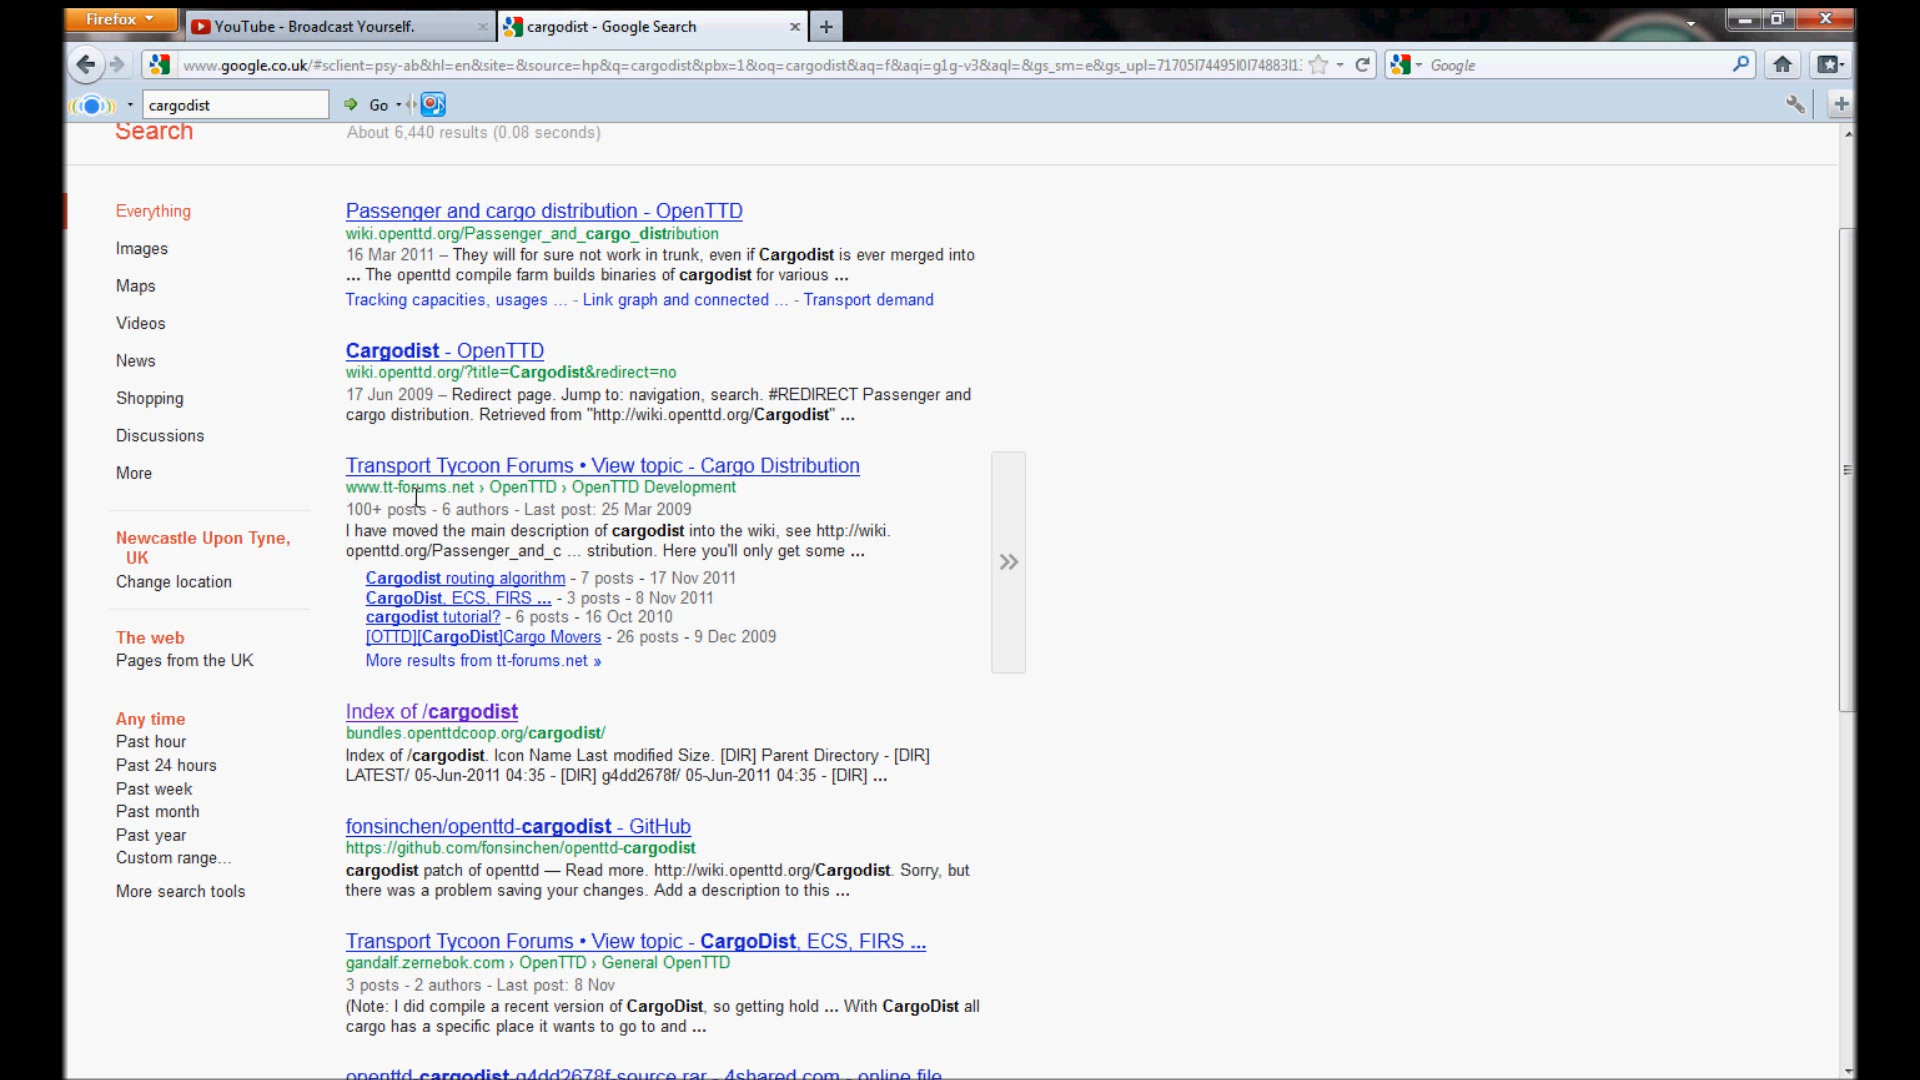 Firefox
YouTube - Broadcast Yourself.
cargodist - Google Search
www.google.co.uk/#sclient=psy-ab&hl=en&site=&source=hp&q=cargodist&pbx=1&oq=cargodist&aq=f&aqi=g1g-v3&aql=&gs_sm=e&gs_upl=71705l74495l0l74883l1
Google
cargodist
Go
Search
About 6,440 results (0.08 seconds)
Everything
Images
Maps
Videos
News
Shopping
Discussions
More
Newcastle Upon Tyne,
UK
Change location
The web
Pages from the UK
Any time
Past hour
Past 24 hours
Past week
Past month
Past year
Custom range...
More search tools
Passenger and cargo distribution - OpenTTD
wiki.openttd.org/Passenger_and_cargo_distribution
16 Mar 2011 – They will for sure not work in trunk, even if Cargodist is ever merged into
... The openttd compile farm builds binaries of cargodist for various ...
Tracking capacities, usages ... - Link graph and connected ... - Transport demand
Cargodist - OpenTTD
wiki.openttd.org/?title=Cargodist&redirect=no
17 Jun 2009 – Redirect page. Jump to: navigation, search. #REDIRECT Passenger and
cargo distribution. Retrieved from "http://wiki.openttd.org/Cargodist" ...
Transport Tycoon Forums • View topic - Cargo Distribution
www.tt-forums.net › OpenTTD › OpenTTD Development
100+ posts - 6 authors - Last post: 25 Mar 2009
I have moved the main description of cargodist into the wiki, see http://wiki.
openttd.org/Passenger_and_c ... stribution. Here you'll only get some ...
Cargodist routing algorithm - 7 posts - 17 Nov 2011
CargoDist, ECS, FIRS ... - 3 posts - 8 Nov 2011
cargodist tutorial? - 6 posts - 16 Oct 2010
[OTTD][CargoDist]Cargo Movers - 26 posts - 9 Dec 2009
More results from tt-forums.net »
Index of /cargodist
bundles.openttdcoop.org/cargodist/
Index of /cargodist. Icon Name Last modified Size. [DIR] Parent Directory - [DIR]
LATEST/ 05-Jun-2011 04:35 - [DIR] g4dd2678f/ 05-Jun-2011 04:35 - [DIR] ...
fonsinchen/openttd-cargodist - GitHub
https://github.com/fonsinchen/openttd-cargodist
cargodist patch of openttd — Read more. http://wiki.openttd.org/Cargodist. Sorry, but
there was a problem saving your changes. Add a description to this ...
Transport Tycoon Forums • View topic - CargoDist, ECS, FIRS ...
gandalf.zernebok.com › OpenTTD › General OpenTTD
3 posts - 2 authors - Last post: 8 Nov
(Note: I did compile a recent version of CargoDist, so getting hold ... With CargoDist all
cargo has a specific place it wants to go to and ...
openttd-cargodist-g4dd2678f-source.rar - 4shared.com - online file